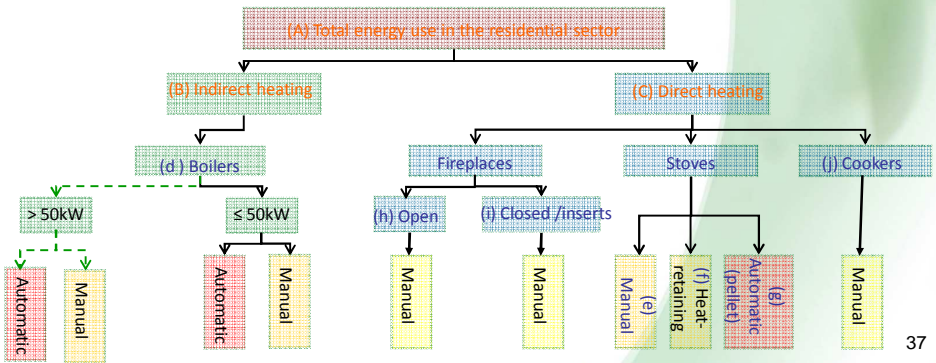 (A) Total energy use in the residential sector
(B) Indirect heating
(C) Direct heating
(d ) Boilers
Fireplaces
Stoves
(j) Cookers
> 50kW
≤ 50kW
(h) Open
(i) Closed /inserts
Automatic
Manual
Automatic
Manual
Manual
Manual
(e)
Manual
(f) Heat-
retaining
(g)
Automatic
(pellet)
Manual
37